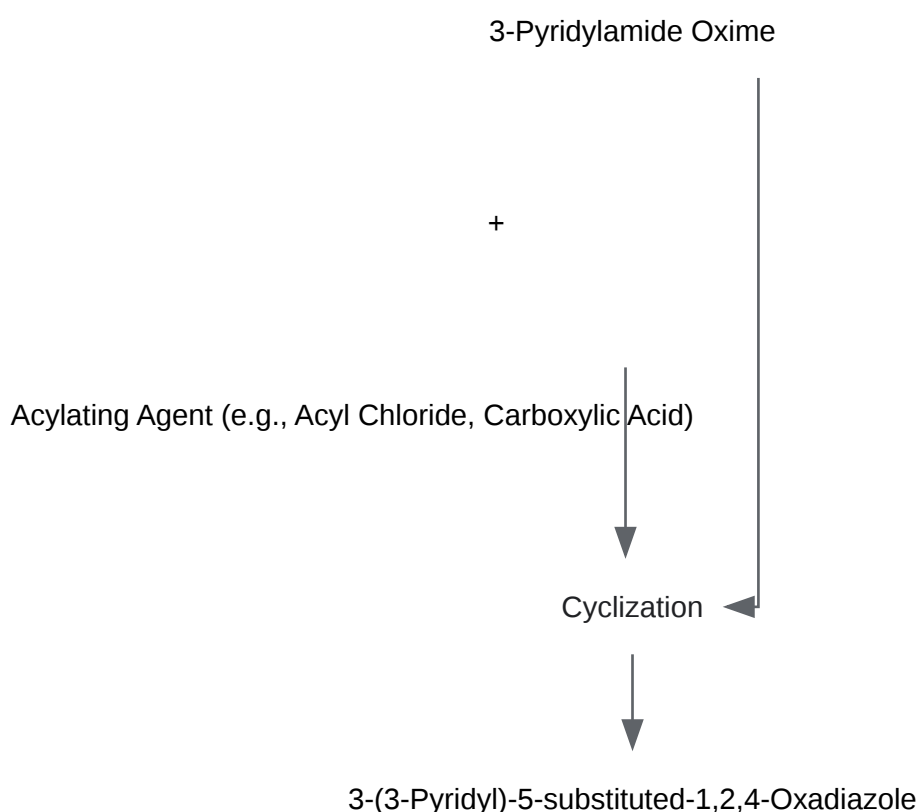 3-Pyridylamide Oxime
+
Acylating Agent (e.g., Acyl Chloride, Carboxylic Acid)
Cyclization
3-(3-Pyridyl)-5-substituted-1,2,4-Oxadiazole